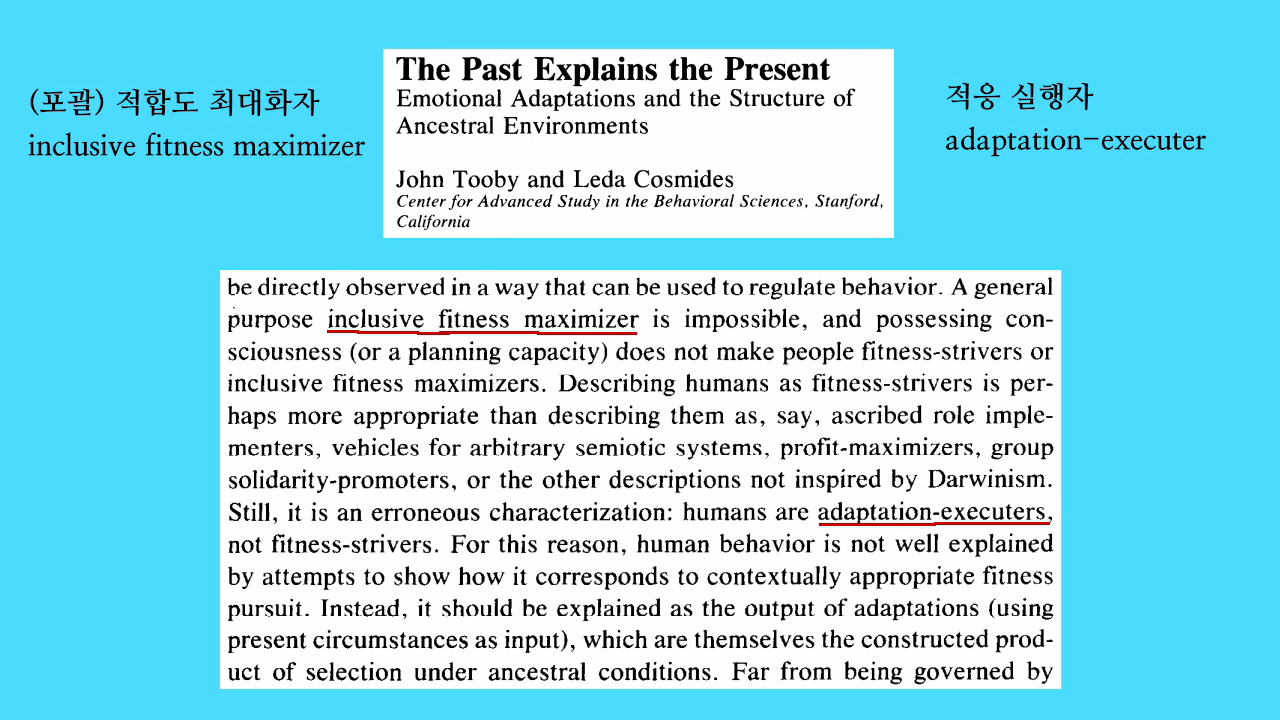 (포괄) 적합도 최대화자
inclusive fitness maximizer
The Past Explains the Present
Emotional Adaptations and the Structure of
Ancestral Environments
John Tooby and Leda Cosmides
Center for Advanced Study in the Behavioral Sciences, Stanford,
California
적응 실행자
adaptation-executer
be directly observed in a way that can be used to regulate behavior. A general
purpose inclusive fitness maximizer is impossible, and possessing con-
sciousness (or a planning capacity) does not make people fitness-strivers or
inclusive fitness maximizers. Describing humans as fitness-strivers is per-
haps more appropriate than describing them as, say, ascribed role imple-
menters, vehicles for arbitrary semiotic systems, profit-maximizers, group
solidarity-promoters, or the other descriptions not inspired by Darwinism.
Still, it is an erroneous characterization: humans are adaptation-executers,
not fitness-strivers. For this reason, human behavior is not well explained
by attempts to show how it corresponds to contextually appropriate fitness
pursuit. Instead, it should be explained as the output of adaptations (using
present circumstances as input), which are themselves the constructed prod-
uct of selection under ancestral conditions. Far from being governed by